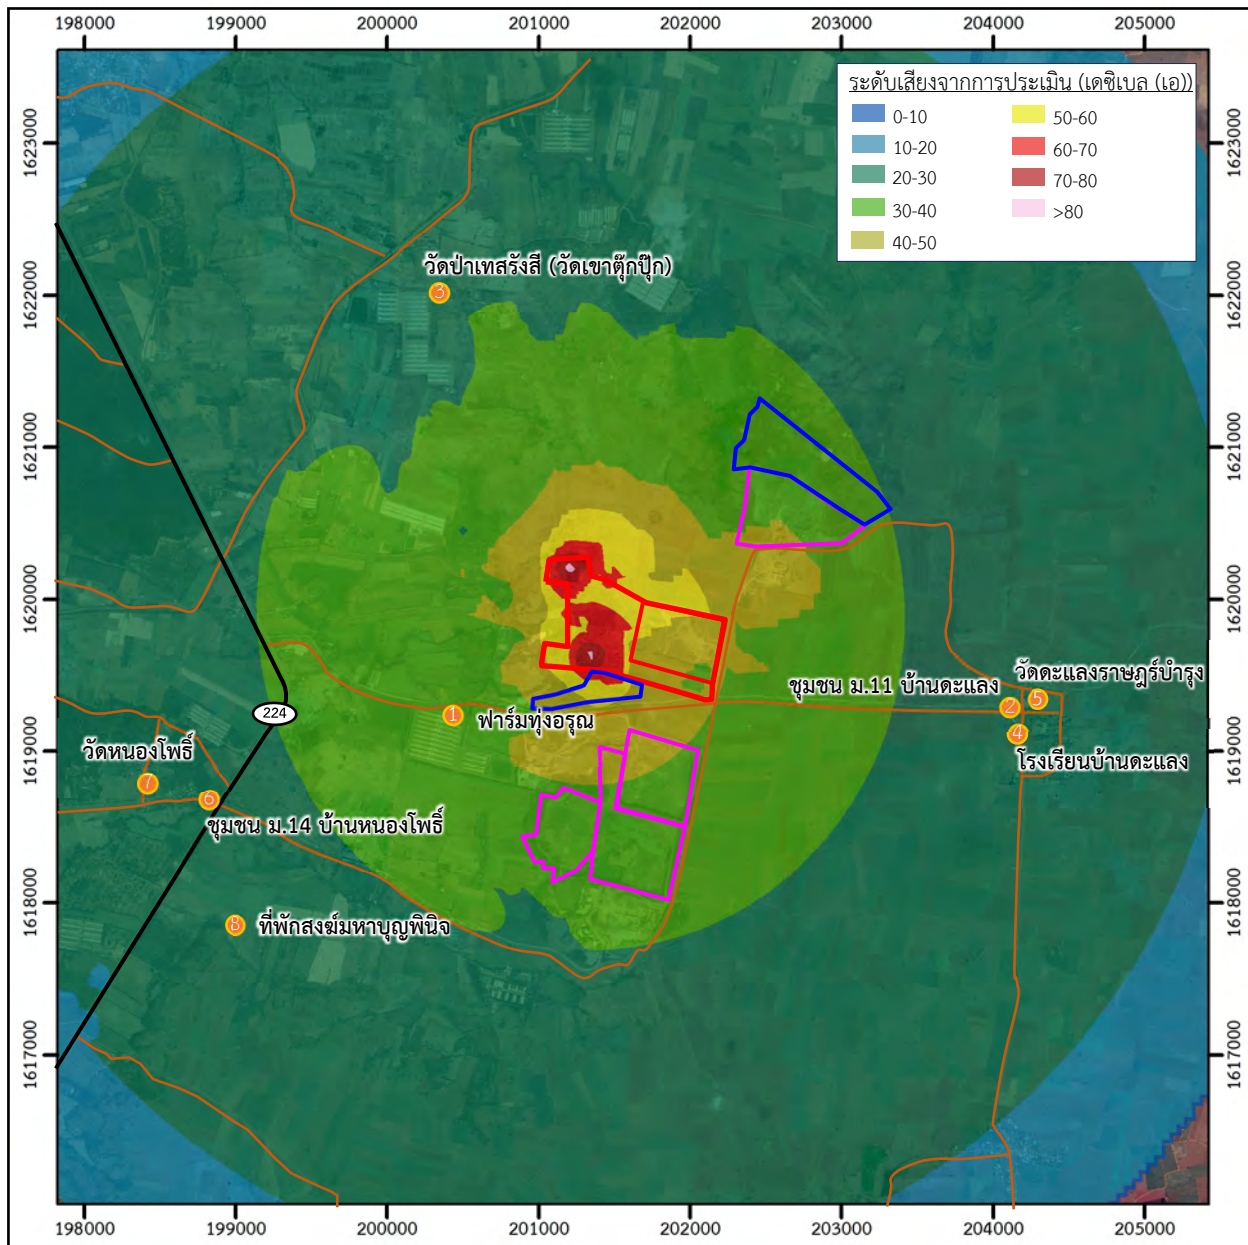 198000 199000 200000 201000 202000 203000 204000 205000
1623000
1622000
1621000
1620000
1619000
1618000
1617000
ระดับเสียงจากการประเมิน (เดซิเบล (เอ))
0-10
10-20
20-30
30-40
40-50
50-60
60-70
70-80
>80
วัดป่าเทสรังสี (วัดเขาตุ๊กปุ๊ก)
3
ชุมชน ม.11 บ้านดะแลง
2
วัดดะแลงราษฎร์บำรุง
5
4
โรงเรียนบ้านดะแลง
1
ฟาร์มทุ่งอรุณ
224
วัดหนองโพธิ์
7
6
ชุมชน ม.14 บ้านหนองโพธิ์
8
ที่พักสงฆ์มหาบุญพินิจ
1623000
1622000
1621000
1620000
1619000
1618000
1617000
198000 199000 200000 201000 202000 203000 204000 205000